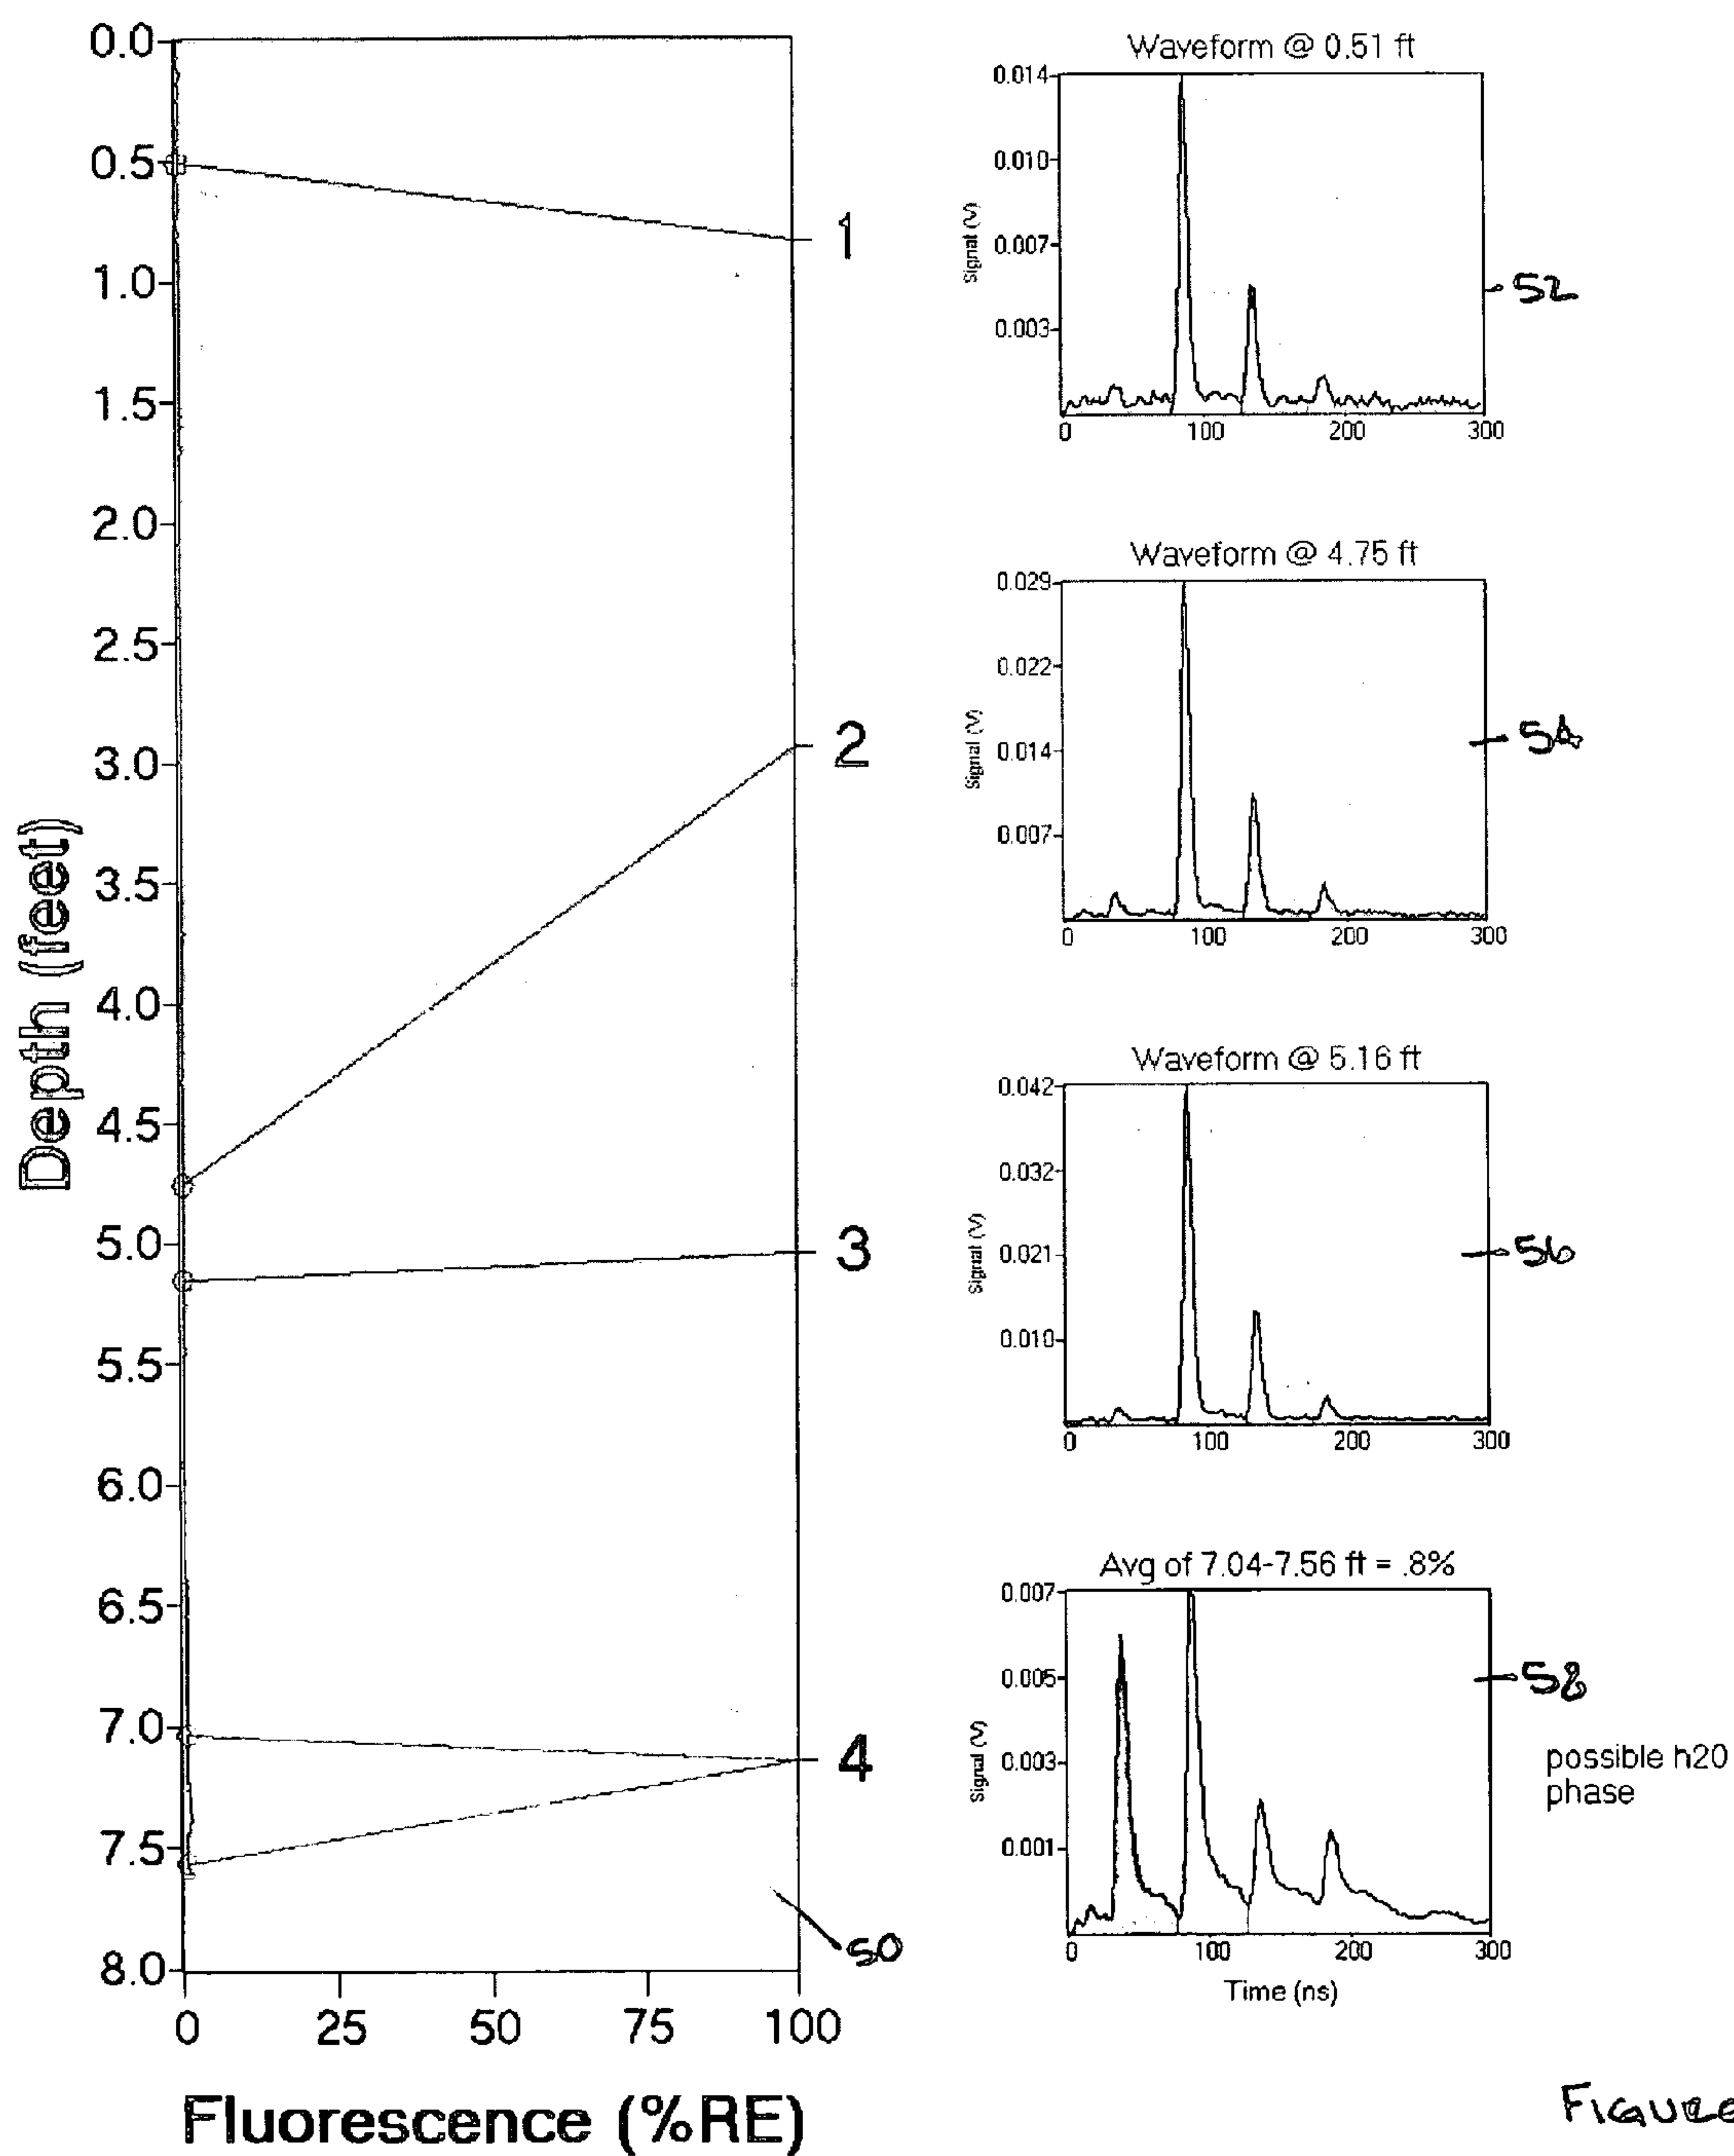 0.0
0.5
1.0
1.5
2.0
2.5
3.0
3.5
4.0
4.5
5.0
5.5
6.0
6.5
7.0
7.5
8.0
Depth (feet)
0 25 50 75 100
Fluorescence (%RE)
1
2
3
4
50
Waveform @ 0.51 ft
0.014
0.010
0.007
0.003
Signal (V)
0 100 200 300
52
Waveform @ 4.75 ft
0.029
0.022
0.014
0.007
Signal (V)
0 100 200 300
54
Waveform @ 5.16 ft
0.042
0.032
0.021
0.010
Signal (V)
0 100 200 300
56
Avg of 7.04-7.56 ft = .8%
0.007
0.005
0.003
0.001
Signal (V)
0 100 200 300
Time (ns)
58
possible h20
phase
FIGURE